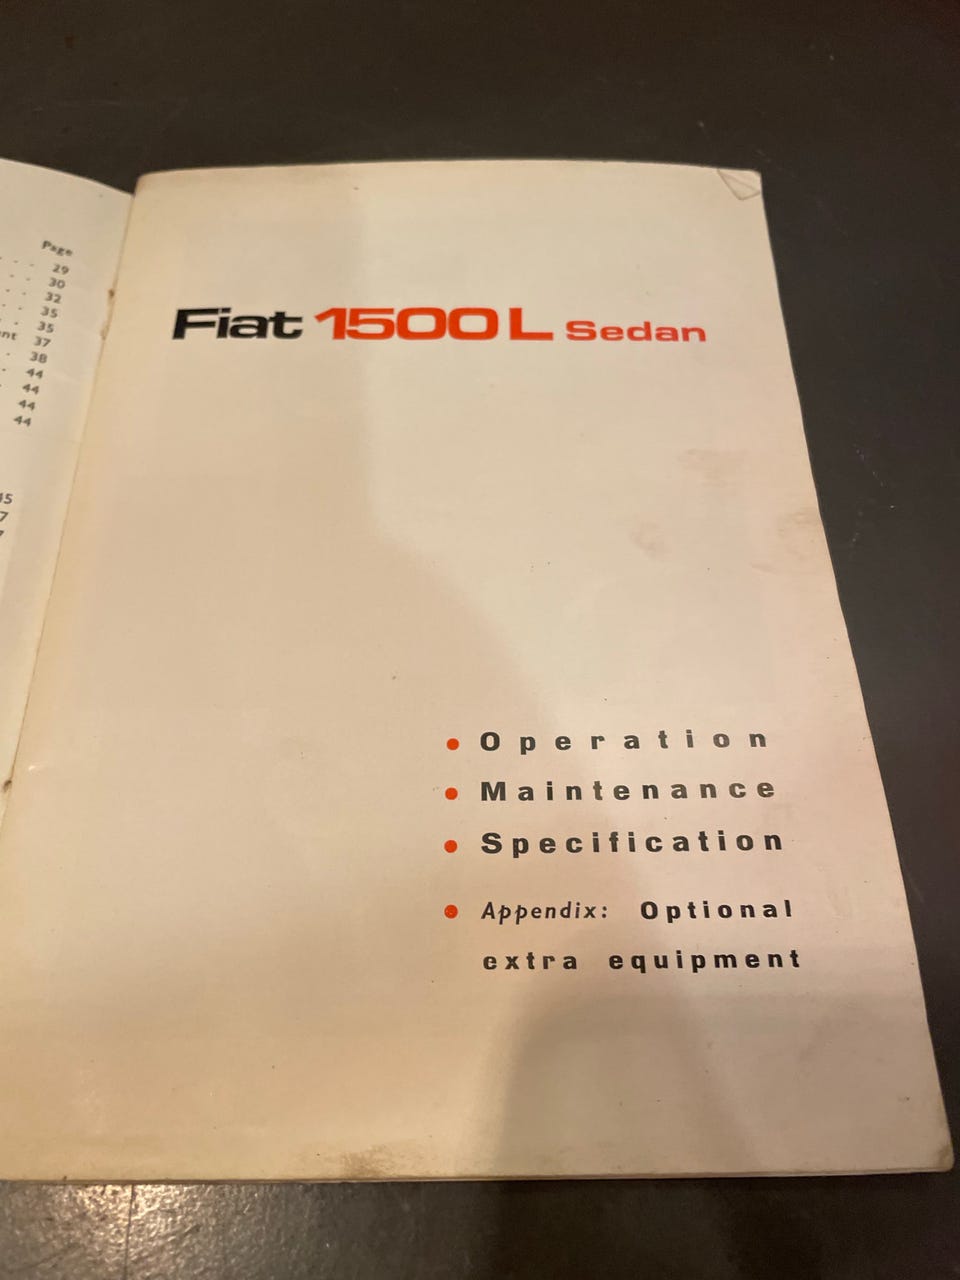 Page
29
30
32
35
35
37
38
44
44
44
44
Fiat 1500 L Sedan
• Operation
• Maintenance
• Specification
• Appendix: Optional
extra equipment